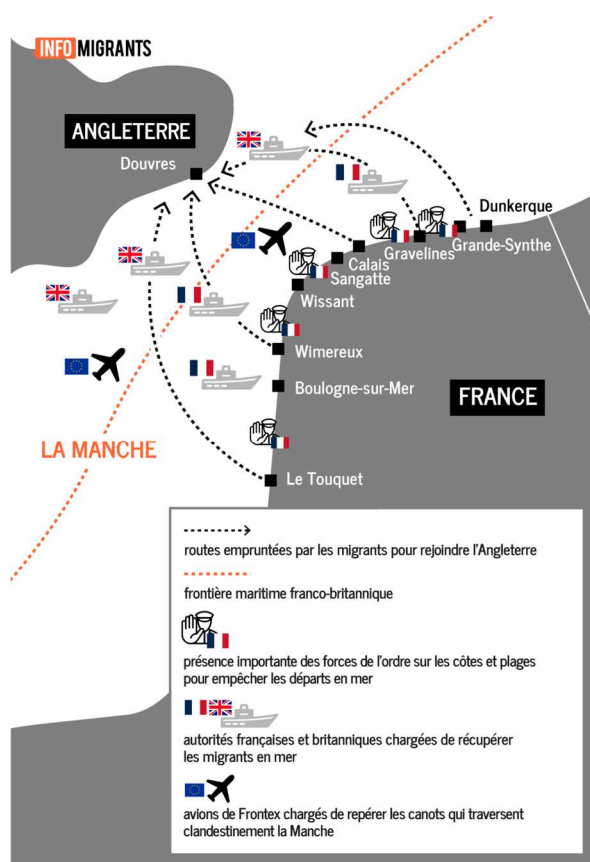 INFO MIGRANTS
ANGLETERRE
Douvres
Dunkerque
Grande-Synthe
Gravelines
Calais
Sangatte
Wissant
Wimereux
Boulogne-sur-Mer
FRANCE
LA MANCHE
Le Touquet
routes empruntées par les migrants pour rejoindre l'Angleterre
frontière maritime franco-britannique
présence importante des forces de l'ordre sur les côtes et plages
pour empêcher les départs en mer
autorités françaises et britanniques chargées de récupérer
les migrants en mer
avions de Frontex chargés de repérer les canots qui traversent
clandestinement la Manche